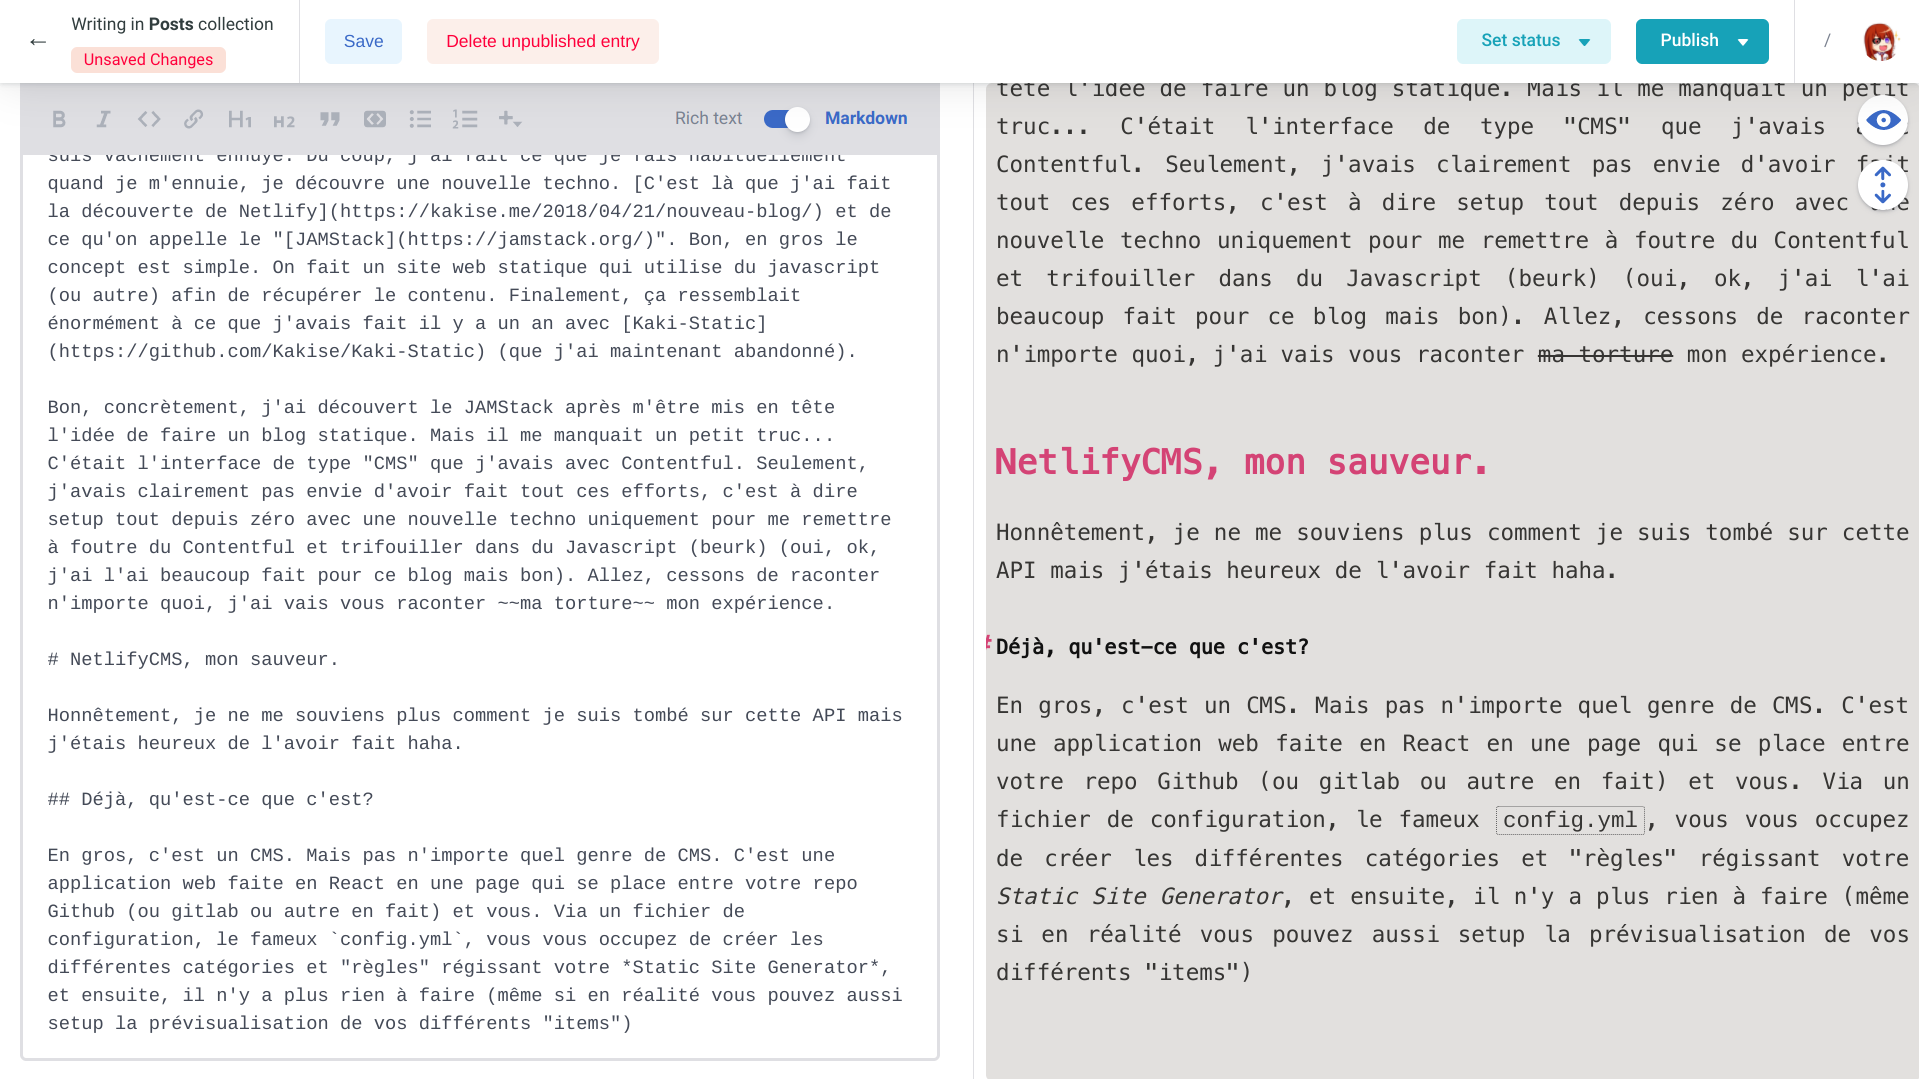 Writing in Posts collection
Unsaved Changes
Save
Delete unpublished entry
Set status
Publish
/
H1
H2
Rich text
Markdown
suis vachement ennuyé. Du coup, j'ai fait ce que je fais habituellement
quand je m'ennuie, je découvre une nouvelle techno. [C'est là que j'ai fait
la découverte de Netlify](https://kakise.me/2018/04/21/nouveau-blog/) et de
ce qu'on appelle le "[JAMStack](https://jamstack.org/)". Bon, en gros le
concept est simple. On fait un site web statique qui utilise du javascript
(ou autre) afin de récupérer le contenu. Finalement, ça ressemblait
énormément à ce que j'avais fait il y a un an avec [Kaki-Static]
(https://github.com/Kakise/Kaki-Static) (que j'ai maintenant abandonné).
Bon, concrètement, j'ai découvert le JAMStack après m'être mis en tête
l'idée de faire un blog statique. Mais il me manquait un petit truc...
C'était l'interface de type "CMS" que j'avais avec Contentful. Seulement,
j'avais clairement pas envie d'avoir fait tout ces efforts, c'est à dire
setup tout depuis zéro avec une nouvelle techno uniquement pour me remettre
à foutre du Contentful et trifouiller dans du Javascript (beurk) (oui, ok,
j'ai l'ai beaucoup fait pour ce blog mais bon). Allez, cessons de raconter
n'importe quoi, j'ai vais vous raconter ~~ma torture~~ mon expérience.
# NetlifyCMS, mon sauveur.
Honnêtement, je ne me souviens plus comment je suis tombé sur cette API mais
j'étais heureux de l'avoir fait haha.
## Déjà, qu'est-ce que c'est?
En gros, c'est un CMS. Mais pas n'importe quel genre de CMS. C'est une
application web faite en React en une page qui se place entre votre repo
Github (ou gitlab ou autre en fait) et vous. Via un fichier de
configuration, le fameux `config.yml`, vous vous occupez de créer les
différentes catégories et "règles" régissant votre *Static Site Generator*,
et ensuite, il n'y a plus rien à faire (même si en réalité vous pouvez aussi
setup la prévisualisation de vos différents "items")
tête l'idée de faire un blog statique. Mais il me manquait un petit
truc... C'était l'interface de type "CMS" que j'avais
Contentful. Seulement, j'avais clairement pas envie d'avoir fait
tout ces efforts, c'est à dire setup tout depuis zéro avec une
nouvelle techno uniquement pour me remettre à foutre du Contentful
et trifouiller dans du Javascript (beurk) (oui, ok, j'ai l'ai
beaucoup fait pour ce blog mais bon). Allez, cessons de raconter
n'importe quoi, j'ai vais vous raconter ma torture mon expérience.
NetlifyCMS, mon sauveur.
Honnêtement, je ne me souviens plus comment je suis tombé sur cette
API mais j'étais heureux de l'avoir fait haha.
# Déjà, qu'est-ce que c'est?
En gros, c'est un CMS. Mais pas n'importe quel genre de CMS. C'est
une application web faite en React en une page qui se place entre
votre repo Github (ou gitlab ou autre en fait) et vous. Via un
fichier de configuration, le fameux config.yml, vous vous occupez
de créer les différentes catégories et "règles" régissant votre
Static Site Generator, et ensuite, il n'y a plus rien à faire (même
si en réalité vous pouvez aussi setup la prévisualisation de vos
différents "items")